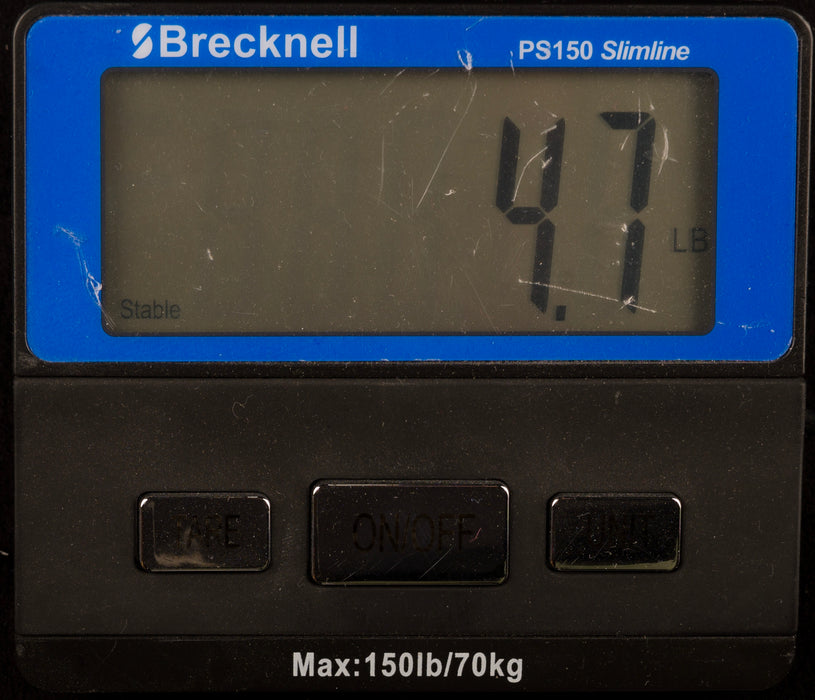 Brecknell PS150 Slimline
4.7 LB
Stable
TARE ON/OFF UNIT
Max:150lb/70kg